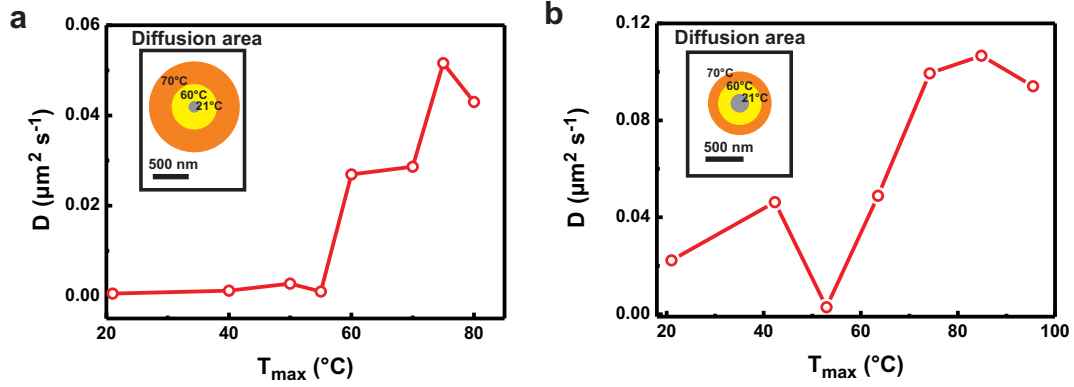 a
Diffusion area
70°C
60°C
21°C
500 nm
0.06
0.04
0.02
0.00
D (µm² s⁻¹)
20 40 60 80
Tmax (°C)
b
Diffusion area
70°C
60°C
21°C
500 nm
0.12
0.08
0.04
0.00
D (µm² s⁻¹)
20 40 60 80 100
Tmax (°C)